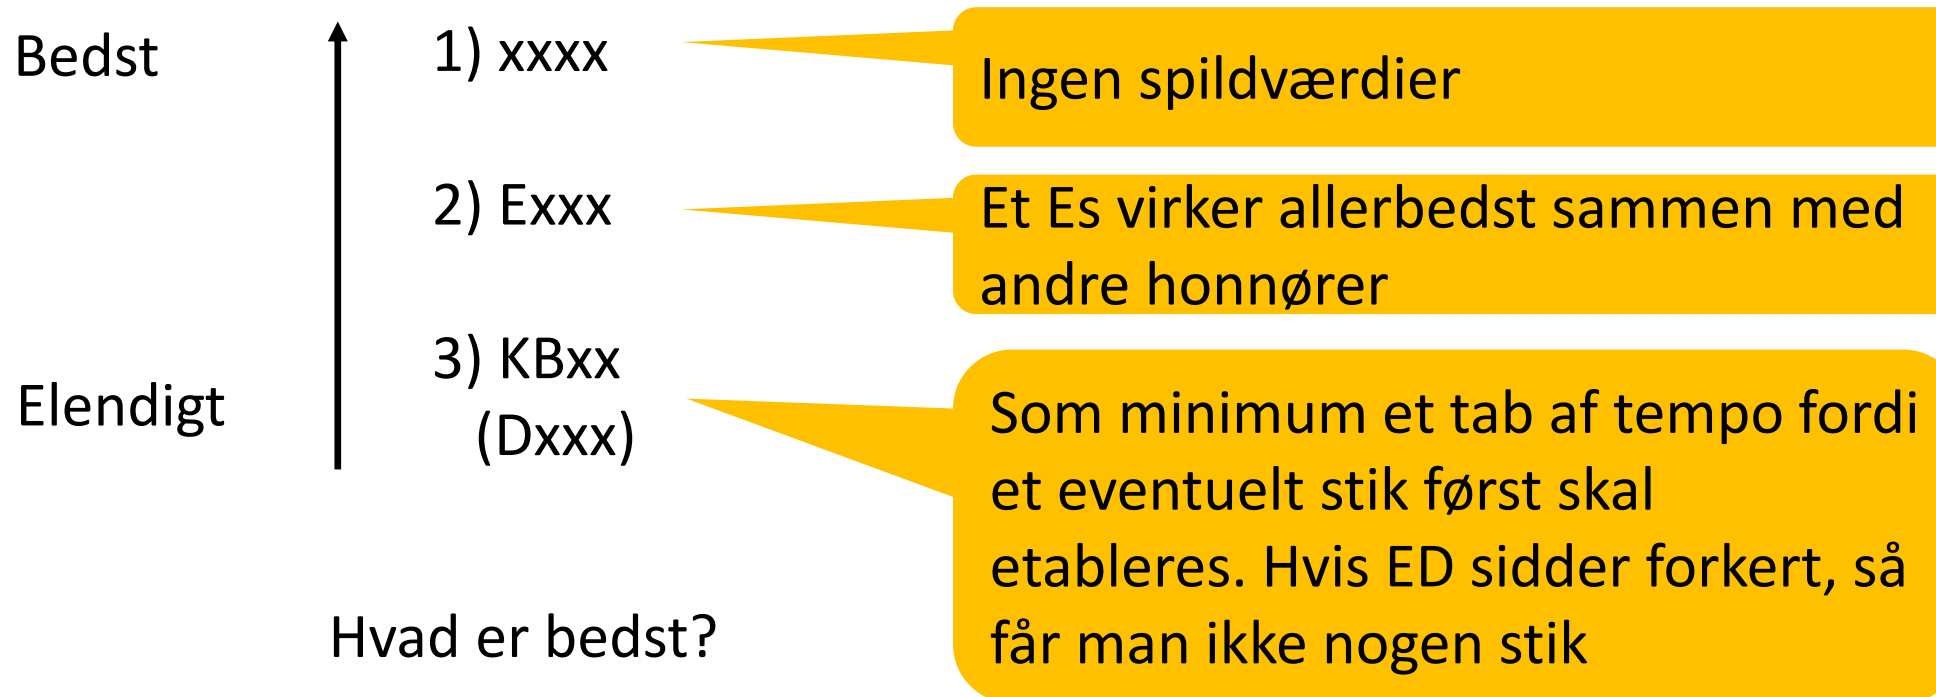 Bedst
1) xxxx
Ingen spildværdier
2) Exxx
Et Es virker allerbedst sammen med
andre honnører
3) KBxx
(Dxxx)
Elendigt
Som minimum et tab af tempo fordi
et eventuelt stik først skal
etableres. Hvis ED sidder forkert, så
får man ikke nogen stik
Hvad er bedst?